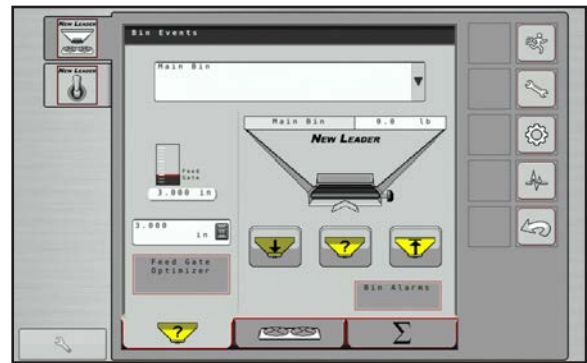 NEW LEADER
NEW LEADER
Bin Events
Main Bin
Main Bin 0.0 lb
NEW LEADER
Feed
Gate
3.000 in
3.000
in
Feed Gate
Optimizer
?
Bin Alarms
?
Σ